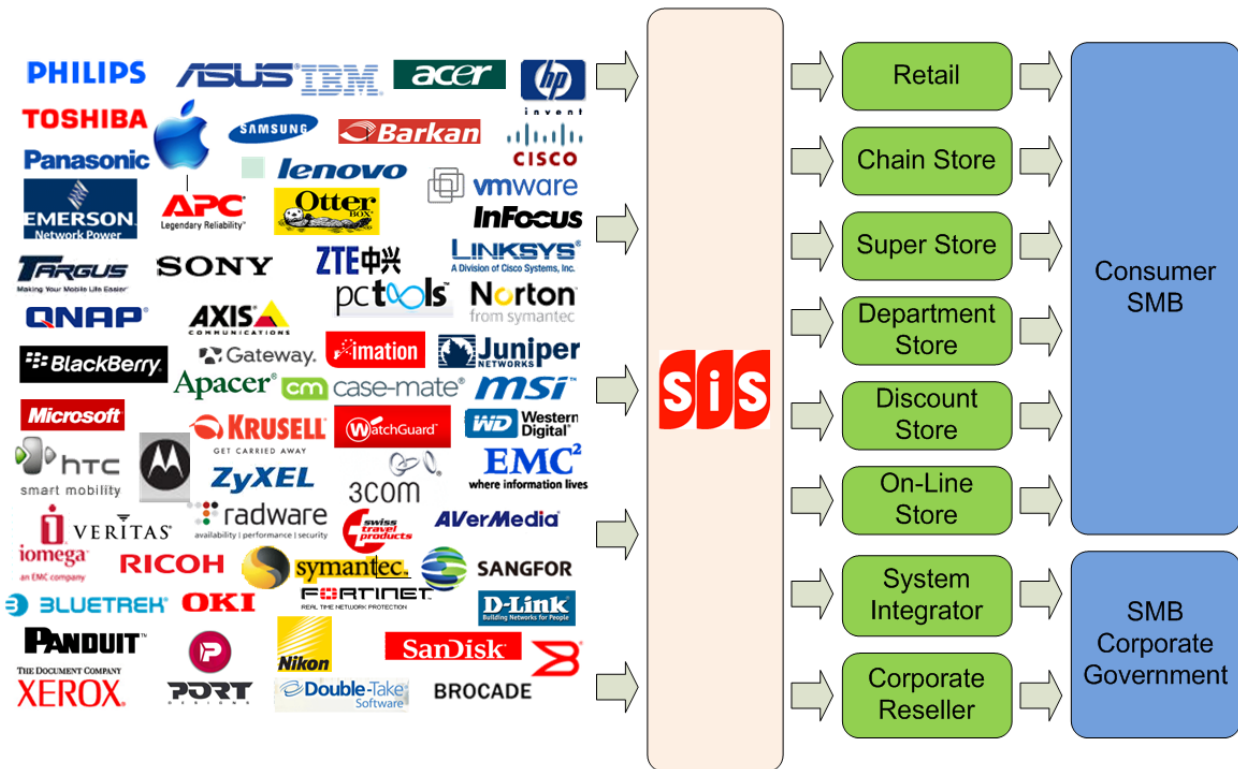 PHILIPS
ASUS
IBM
acer
hp
invent
TOSHIBA
SAMSUNG
Barkan
CISCO
Panasonic
lenovo
vmware
EMERSON
Network Power
APC
Legendary Reliability™
Otter
BOX
InFocus
TARGUS
Making Your Mobile Life Easier
SONY
ZTE中兴
LINKSYS®
A Division of Cisco Systems, Inc.
pctools™
Norton
from symantec
QNAP
AXIS
COMMUNICATIONS
BlackBerry
Gateway.
imation
Juniper
NETWORKS
Apacer®
cm case-mate®
msi™
Microsoft
KRUSELL
GET CARRIED AWAY
WatchGuard
WD Western
Digital®
htc
smart mobility
ZyXEL
3COM
EMC²
where information lives
iomega
an EMC company
VERITAS
radware
availability | performance | security
swiss
travel
products
AVerMedia®
RICOH
symantec.
SANGFOR
BLUETREK
OKI
FORTINET
REAL TIME NETWORK PROTECTION
D-Link
Building Networks for People
PANDUIT™
P
PORT
DESIGNS
Nikon
SanDisk
THE DOCUMENT COMPANY
XEROX
Double-Take
Software
BROCADE
SiS
Retail
Chain Store
Super Store
Department
Store
Discount
Store
On-Line
Store
System
Integrator
Corporate
Reseller
Consumer
SMB
SMB
Corporate
Government